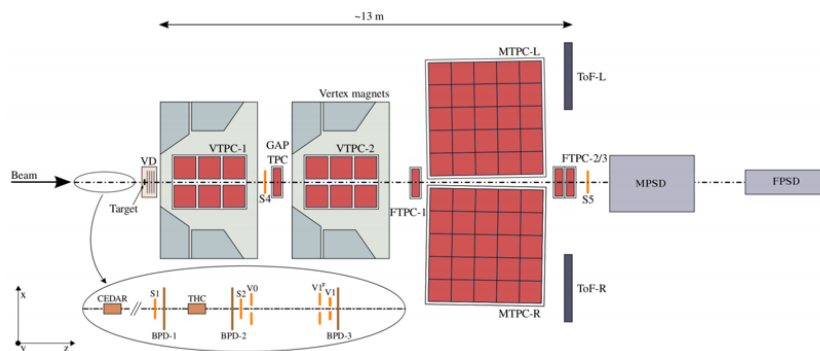 ~13 m
MTPC-L
ToF-L
Vertex magnets
VTPC-1
GAP
TPC
VTPC-2
VD
FTPC-2/3
Beam
MPSD
FPSD
Target
S4
FTPC-1
S5
CEDAR
S1
THC
S2
V0
V1ᴾ
V1
BPD-1
BPD-2
BPD-3
MTPC-R
ToF-R
x
y
z